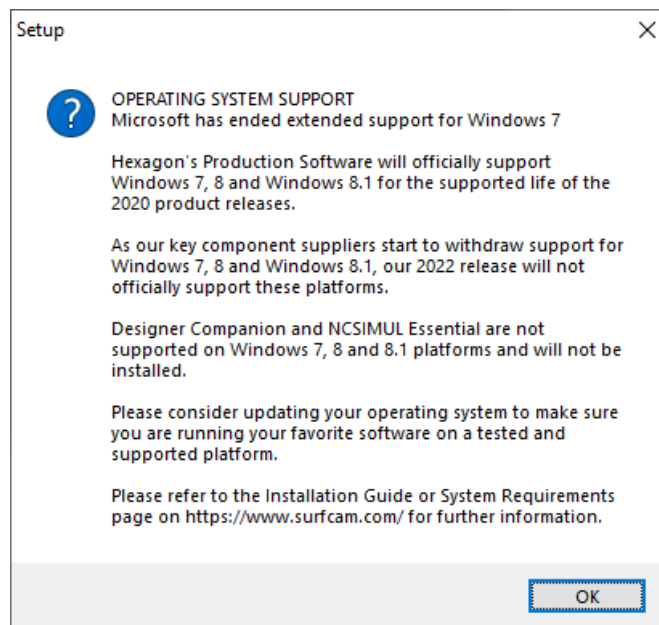 Setup
OPERATING SYSTEM SUPPORT
Microsoft has ended extended support for Windows 7
Hexagon's Production Software will officially support
Windows 7, 8 and Windows 8.1 for the supported life of the
2020 product releases.
As our key component suppliers start to withdraw support for
Windows 7, 8 and Windows 8.1, our 2022 release will not
officially support these platforms.
Designer Companion and NCSIMUL Essential are not
supported on Windows 7, 8 and 8.1 platforms and will not be
installed.
Please consider updating your operating system to make sure
you are running your favorite software on a tested and
supported platform.
Please refer to the Installation Guide or System Requirements
page on https://www.surfcam.com/ for further information.
OK